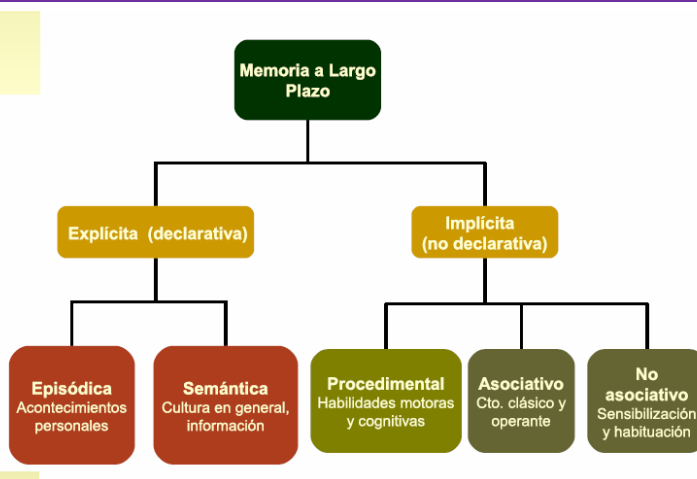 Memoria a Largo
Plazo
Explícita (declarativa)
Implícita
(no declarativa)
Episódica
Acontecimientos
personales
Semántica
Cultura en general,
información
Procedimental
Habilidades motoras
y cognitivas
Asociativo
Cto. clásico y
operante
No
asociativo
Sensibilización
y habituación